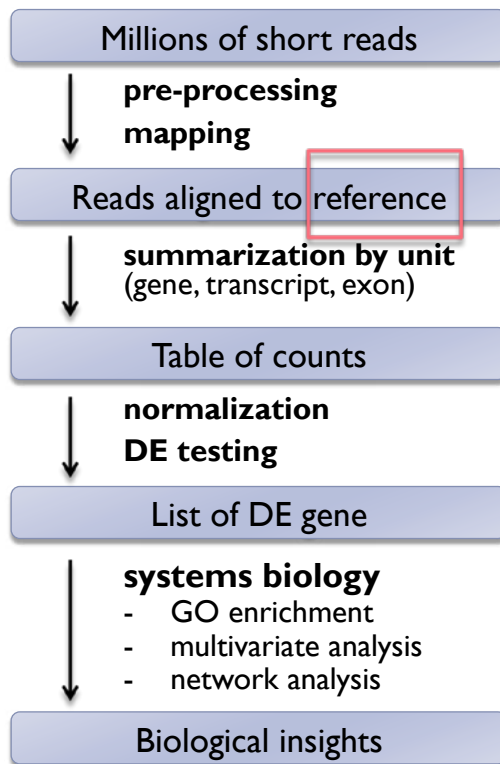 Millions of short reads
pre-processing
mapping
Reads aligned to reference
summarization by unit
(gene, transcript, exon)
Table of counts
normalization
DE testing
List of DE gene
systems biology
- GO enrichment
- multivariate analysis
- network analysis
Biological insights